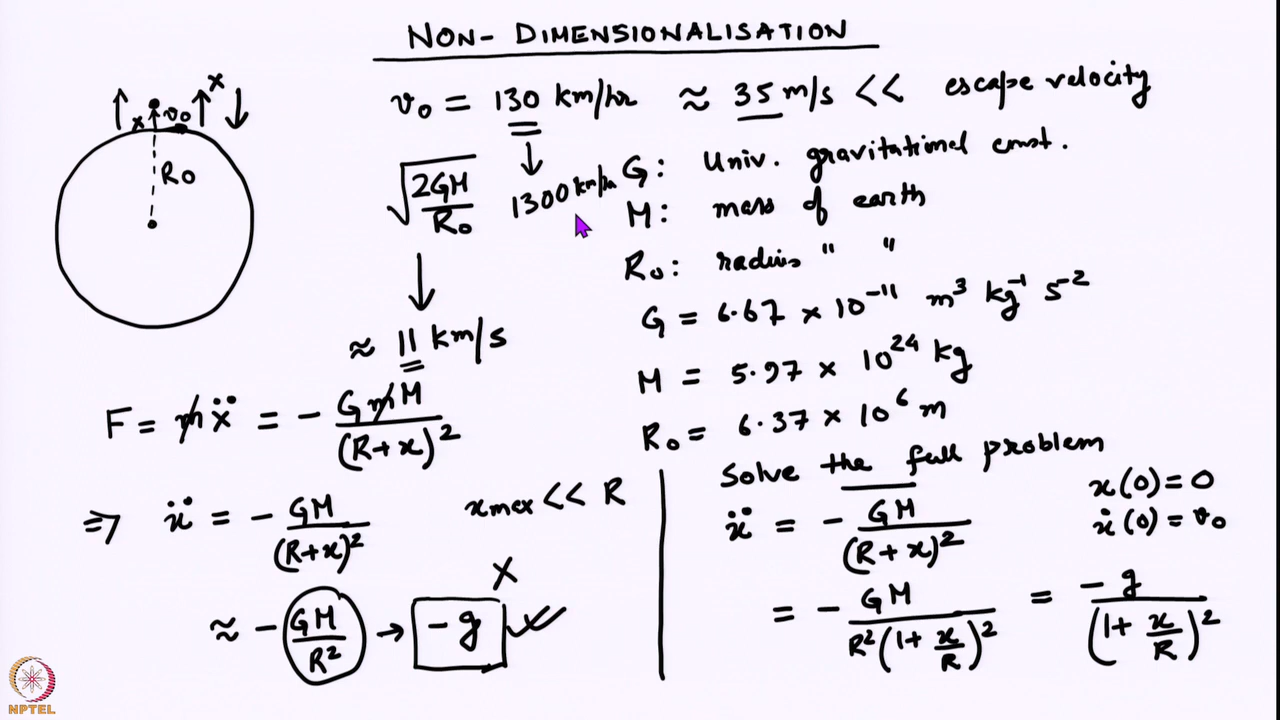 NON-DIMENSIONALISATION
x v₀ x
R₀
v₀ = 130 km/hr ≈ 35 m/s << escape velocity
√(2GM/R₀) 1300 km/hr
≈ 11 km/s
G: Univ. gravitational const.
M: mass of earth
R₀: radius " "
G = 6.67 × 10⁻¹¹ m³ kg⁻¹ s⁻²
M = 5.97 × 10²⁴ kg
R₀ = 6.37 × 10⁶ m
F = mẍ = - GmM/(R+x)²
⇒ ẍ = - GM/(R+x)² xmax << R
≈ - GM/R² → -g
Solve the full problem
ẍ = - GM/(R+x)² x(0)=0
ẋ(0) = v₀
= - GM/R²(1+x/R)² = -g/(1+x/R)²
NPTEL